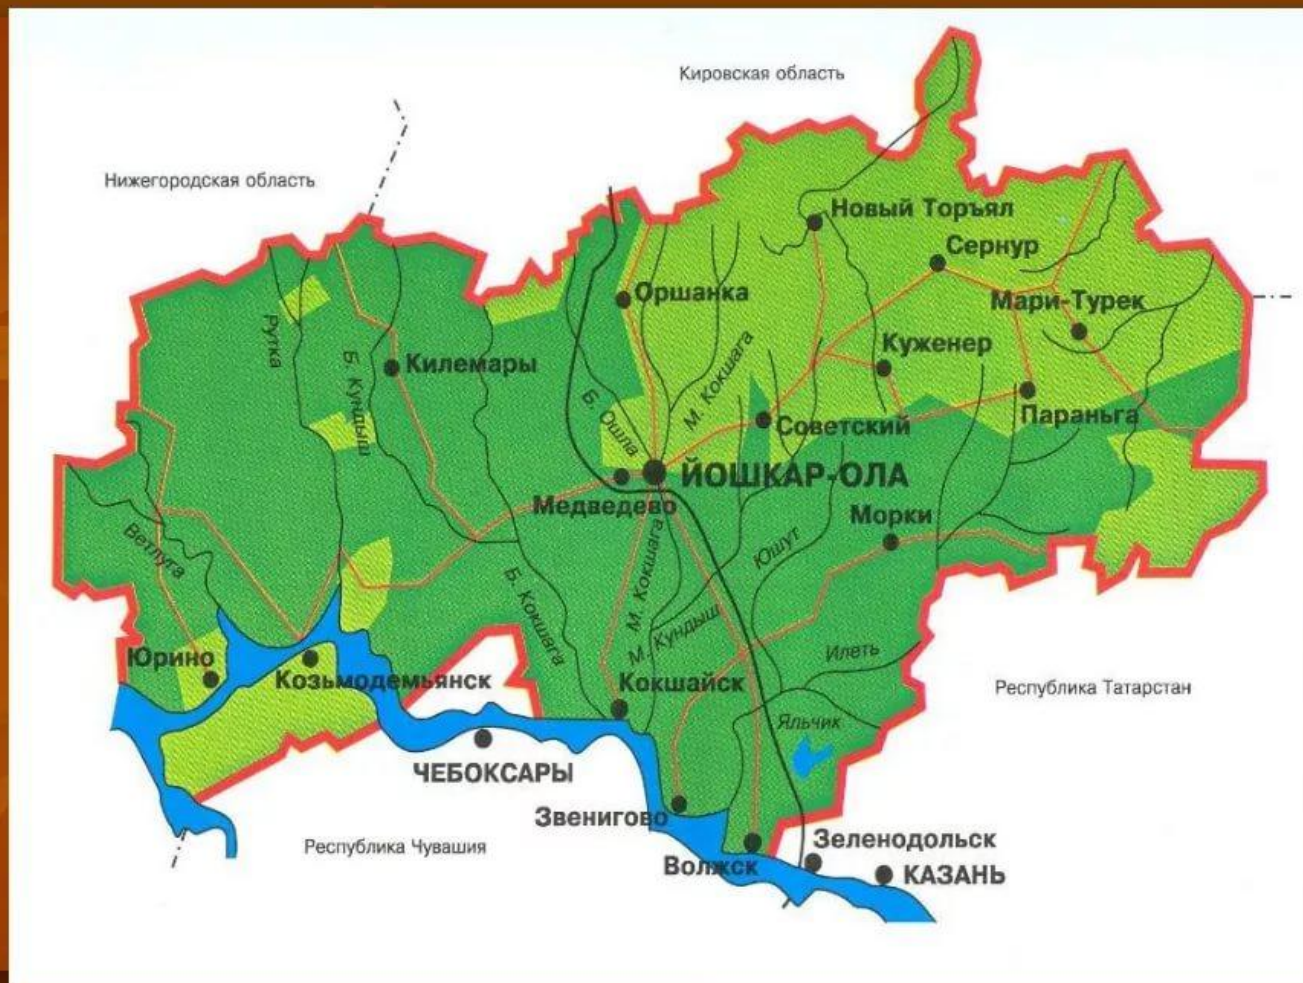 Кировская область
Нижегородская область
Новый Торъял
Сернур
Оршанка
Мари-Турек
Рутка
Б. Кундыш
Килемары
М. Кокшага
Куженер
Б. Ошла
Параньга
Советский
ЙОШКАР-ОЛА
Медведево
Морки
Ветлуга
Юшут
М. Кокшага
Б. Кокшага
М. Кундыш
Илеть
Юрино
Козьмодемьянск
Кокшайск
Республика Татарстан
Яльчик
ЧЕБОКСАРЫ
Звенигово
Зеленодольск
Республика Чувашия
Волжск
КАЗАНЬ